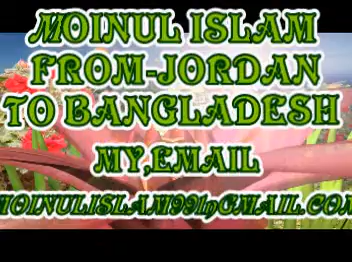 MOINUL ISLAM
FROM-JORDAN
TO BANGLADESH
MY,EMAIL
MOINULISLAM991@GMAIL.COM